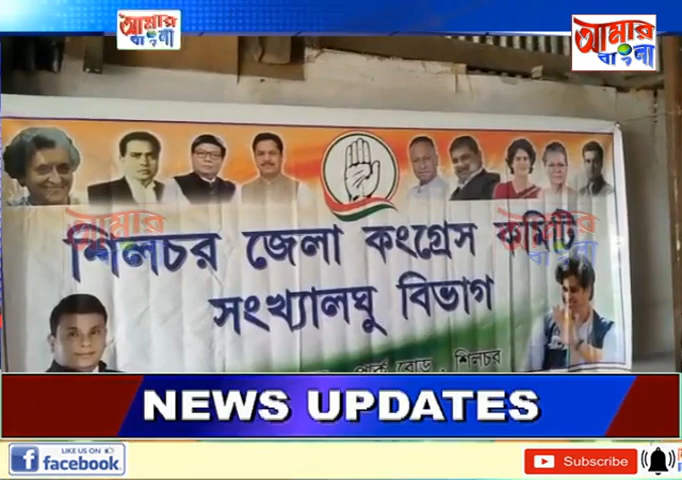 আমার বাংলা
আমার বাংলা
শিলচর জেলা কংগ্রেস কমিটি
সংখ্যালঘু বিভাগ
পার্ক রোড, শিলচর
NEWS UPDATES
LIKE US ON
facebook
Subscribe